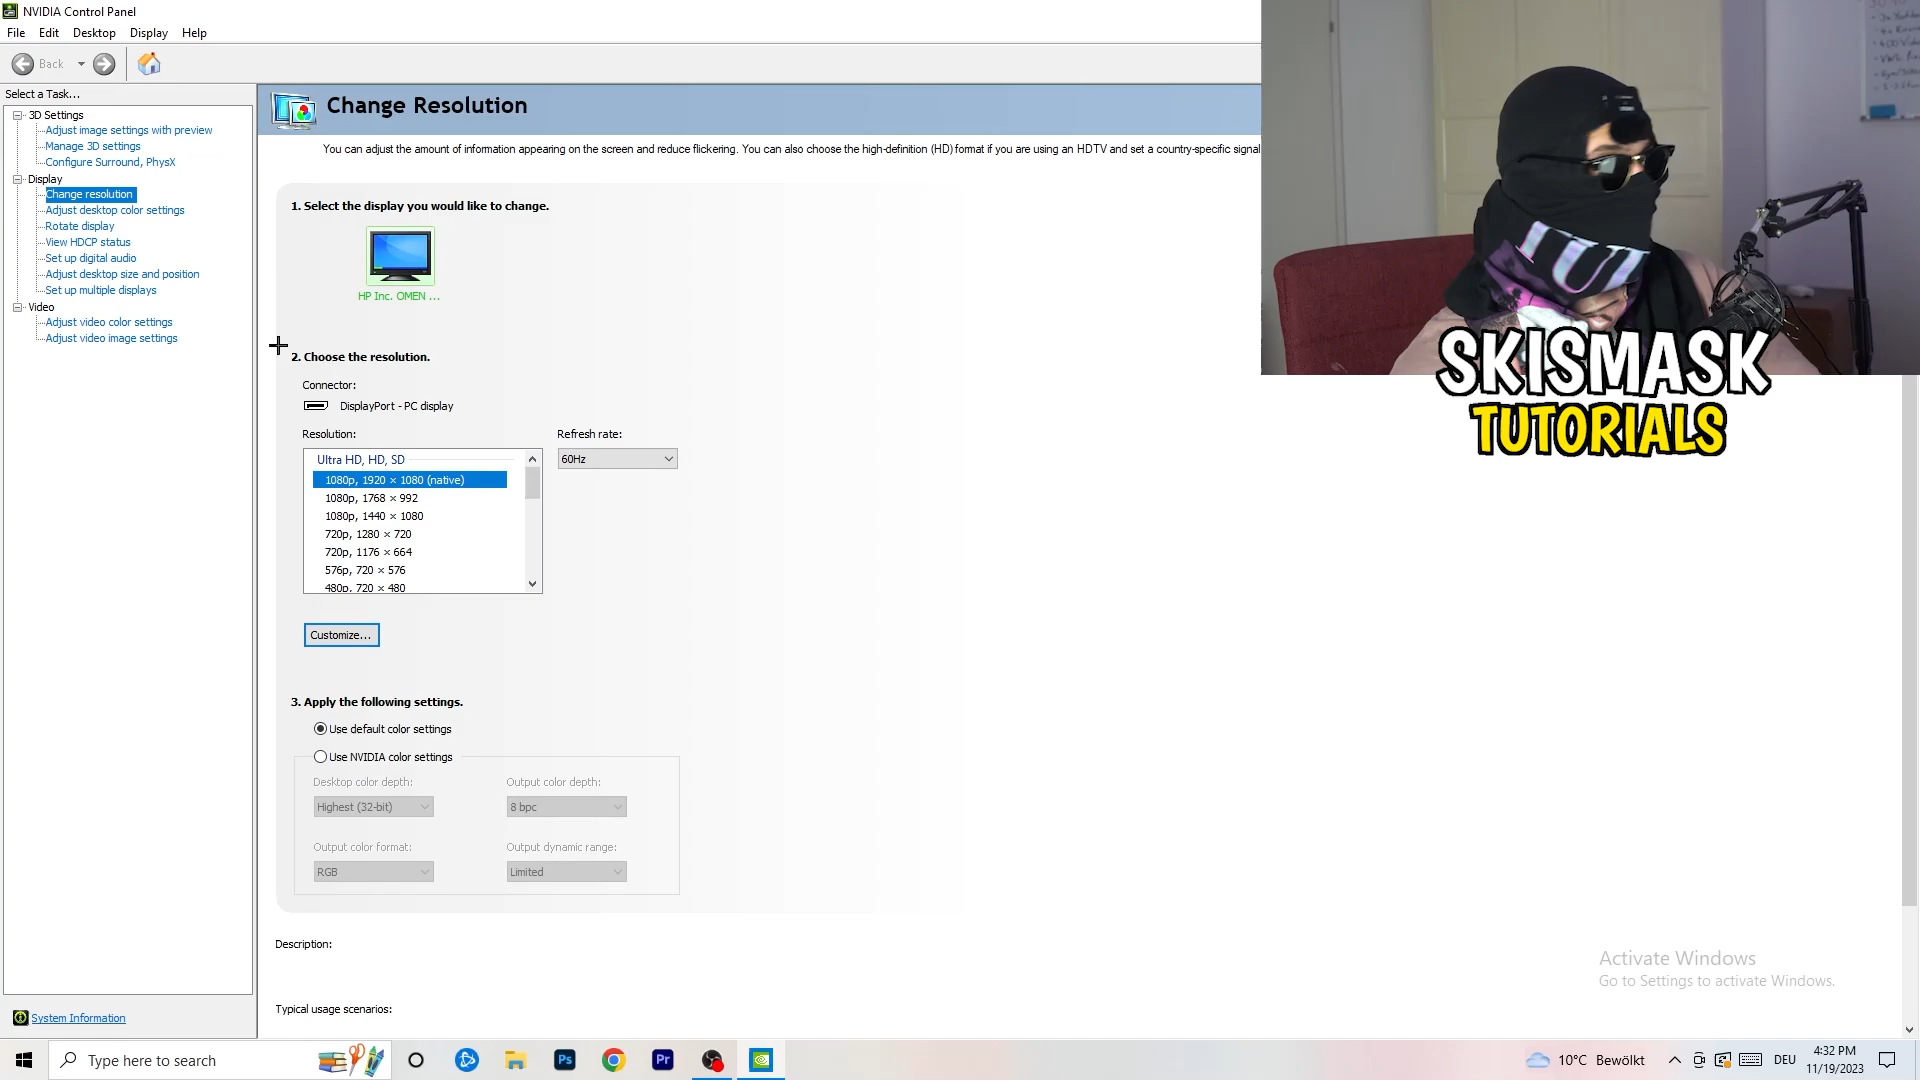 NVIDIA Control Panel
File Edit Desktop Display Help
Back
Select a Task...
3D Settings
Adjust image settings with preview
Manage 3D settings
Configure Surround, PhysX
Display
Change resolution
Adjust desktop color settings
Rotate display
View HDCP status
Set up digital audio
Adjust desktop size and position
Set up multiple displays
Video
Adjust video color settings
Adjust video image settings
System Information
Change Resolution
You can adjust the amount of information appearing on the screen and reduce flickering. You can also choose the high-definition (HD) format if you are using an HDTV and set a country-specific signal
1. Select the display you would like to change.
HP Inc. OMEN ...
2. Choose the resolution.
Connector:
DisplayPort - PC display
Resolution:
Refresh rate:
Ultra HD, HD, SD
60Hz
1080p, 1920 × 1080 (native)
1080p, 1768 × 992
1080p, 1440 × 1080
720p, 1280 × 720
720p, 1176 × 664
576p, 720 × 576
480p, 720 × 480
Customize...
3. Apply the following settings.
Use default color settings
Use NVIDIA color settings
Desktop color depth:
Output color depth:
Highest (32-bit)
8 bpc
Output color format:
Output dynamic range:
RGB
Limited
Description:
Typical usage scenarios:
SKISMASK
TUTORIALS
Activate Windows
Go to Settings to activate Windows.
Type here to search
Ps
Pr
10°C Bewölkt
DEU
4:32 PM
11/19/2023